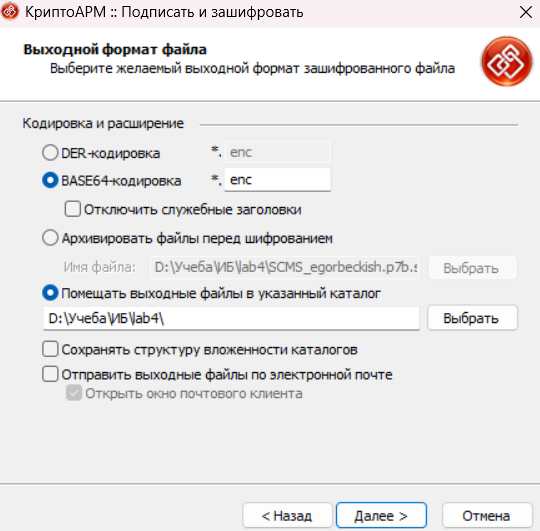 КриптоАРМ :: Подписать и зашифровать
Выходной формат файла
Выберите желаемый выходной формат зашифрованного файла
Кодировка и расширение
DER-кодировка *. enc
BASE64-кодировка *. enc
Отключить служебные заголовки
Архивировать файлы перед шифрованием
Имя файла: D:\Учеба\ИБ\lab4\SCMS_egorbeckish.p7b.s Выбрать
Помещать выходные файлы в указанный каталог
D:\Учеба\ИБ\lab4\ Выбрать
Сохранять структуру вложенности каталогов
Отправить выходные файлы по электронной почте
Открыть окно почтового клиента
< Назад Далее > Отмена